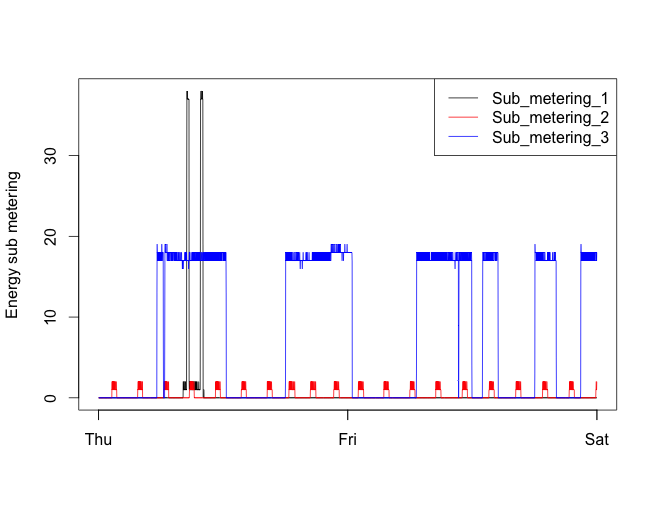 Sub_metering_1
Sub_metering_2
Sub_metering_3
Energy sub metering
30
20
10
0
Thu Fri Sat